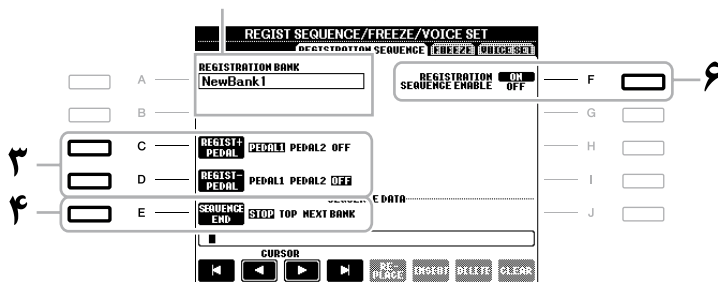 REGIST SEQUENCE/FREEZE/VOICE SET
REGISTRATION SEQUENCE FREEZE VOICE SET
REGISTRATION BANK
NewBank1
REGISTRATION SEQUENCE ENABLE ON OFF
A
B
C
D
E
F
G
H
I
J
۶
۳
۴
REGIST+ PEDAL PEDAL1 PEDAL2 OFF
REGIST- PEDAL PEDAL1 PEDAL2 OFF
E DATA
SEQUENCE END STOP TOP NEXT BANK
CURSOR
RE-PLACE INSERT DELETE CLEAR